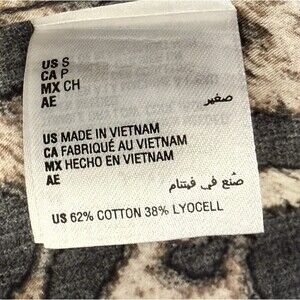 US S
CA P
MX CH
AE صغير
US MADE IN VIETNAM
CA FABRIQUÉ AU VIETNAM
MX HECHO EN VIETNAM
AE
صُنع في فيتنام
US 62% COTTON 38% LYOCELL